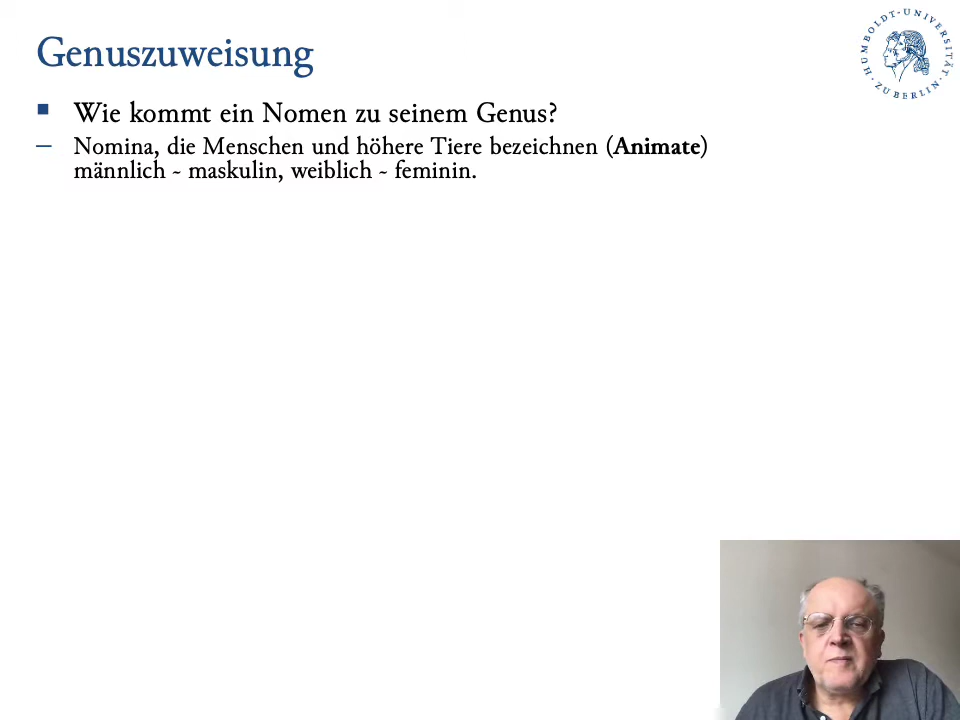 Genuszuweisung
HUMBOLDT-UNIVERSITÄT
ZU BERLIN
Wie kommt ein Nomen zu seinem Genus?
– Nomina, die Menschen und höhere Tiere bezeichnen (Animate)
männlich ~ maskulin, weiblich ~ feminin.